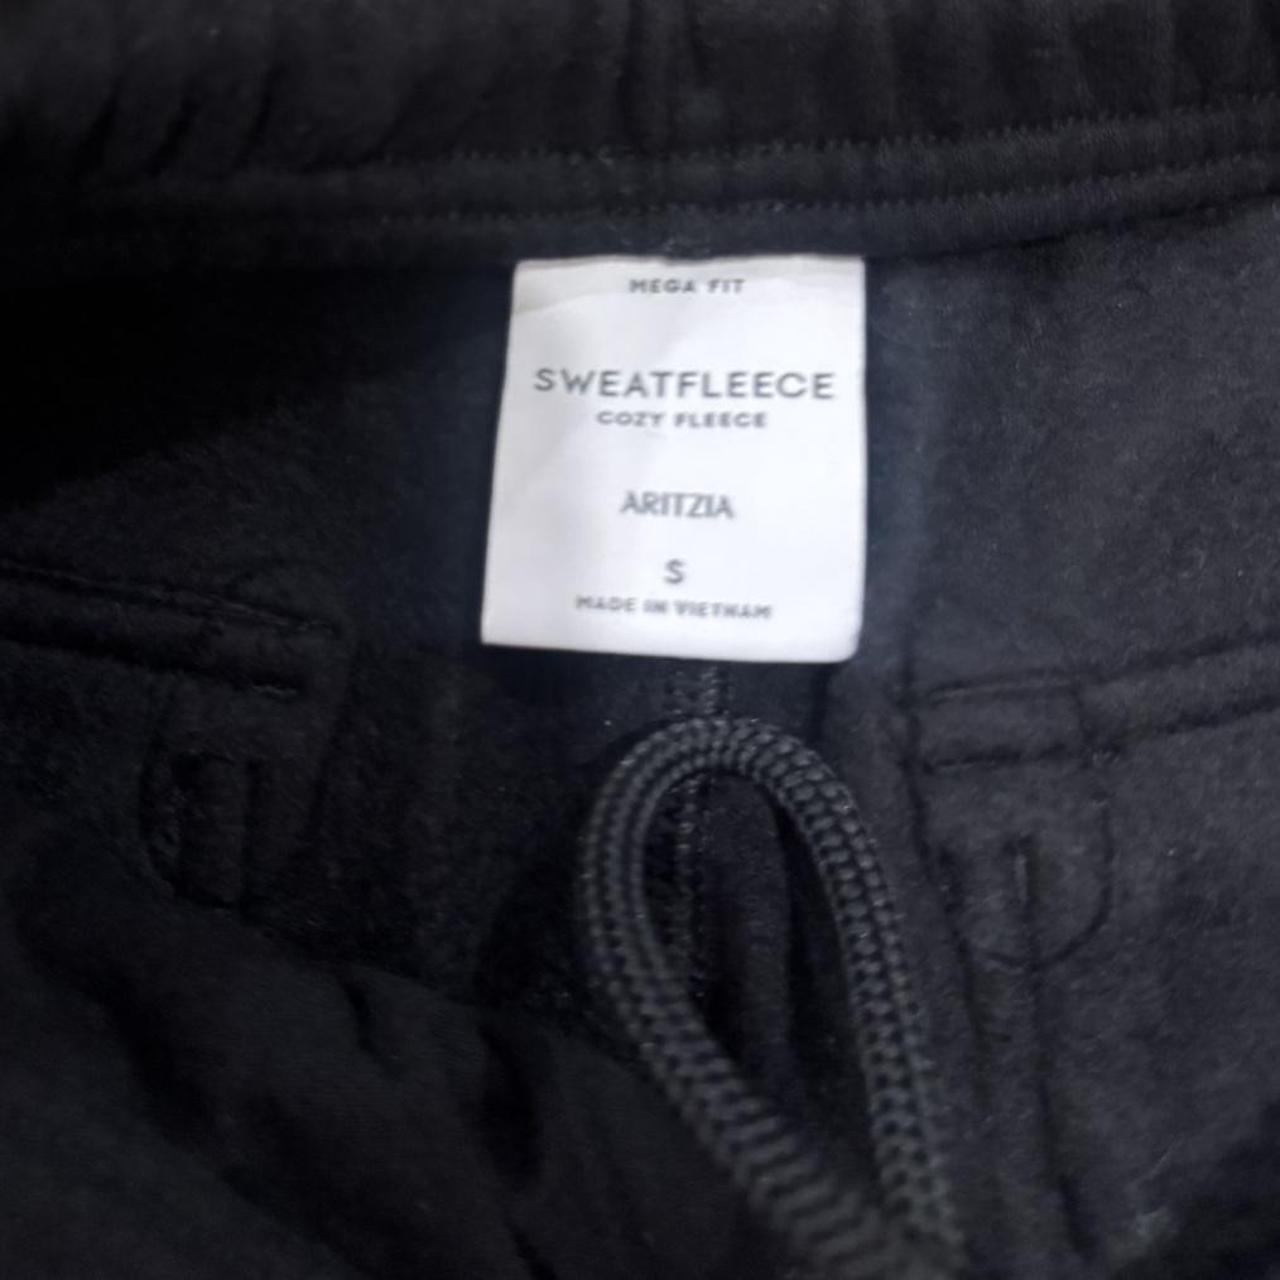 MEGA FIT
SWEATFLEECE
COZY FLEECE
ARITZIA
S
MADE IN VIETNAM